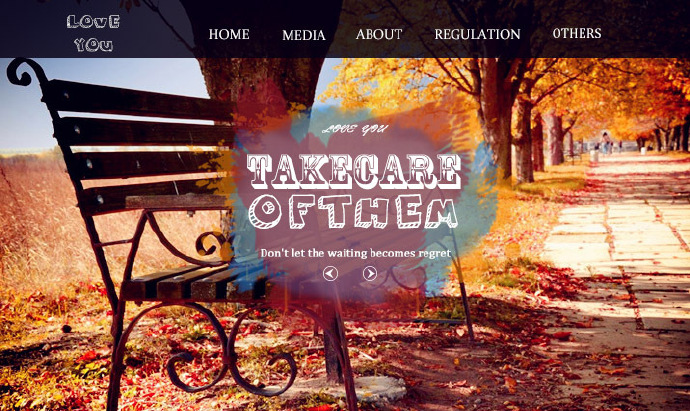 LOVE
YOU
HOME MEDIA ABOUT REGULATION OTHERS
LOVE YOU
TAKECARE
OFTHEM
Don't let the waiting becomes regret